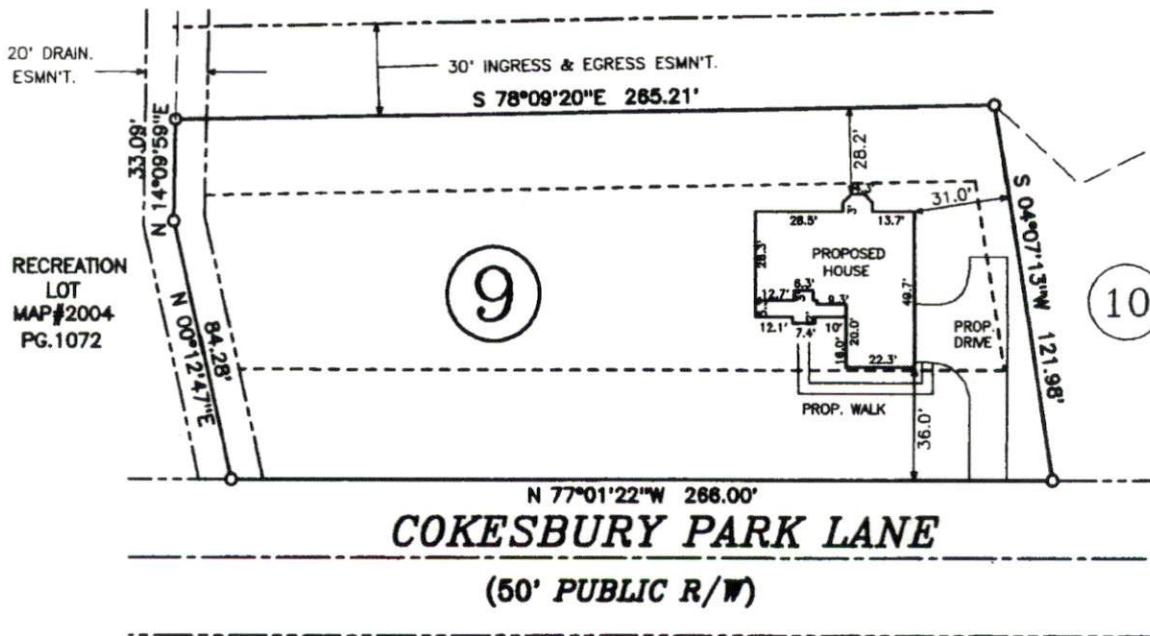 20' DRAIN.
ESMN'T.
30' INGRESS & EGRESS ESMN'T.
S 78°09'20"E 265.21'
33.09'
N 14°09'59"E
28.2'
31.0'
S 04°07'13"W 121.98'
28.5'
3'
13.7'
PROPOSED
HOUSE
28.3'
49.7'
RECREATION
LOT
MAP#2004
PG.1072
9
10
12.7'
9.3'
12.1'
7.4'
10'
20.0'
22.3'
PROP.
DRIVE
84.28'
N 00°12'47"E
PROP. WALK
36.0'
N 77°01'22"W 266.00'
COKESBURY PARK LANE
(50' PUBLIC R/W)